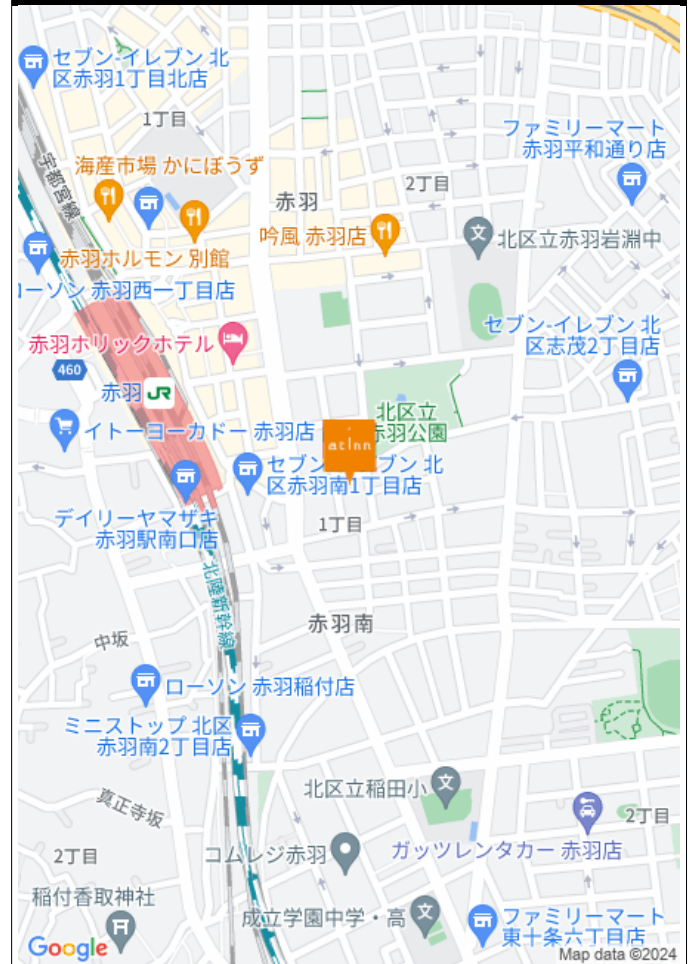 セブン-イレブン 北
区赤羽1丁目北店
1丁目
宇都宮線
海産市場 かにぼうず
赤羽
2丁目
ファミリーマート
赤羽平和通り店
吟風 赤羽店
北区立赤羽岩淵中
赤羽ホルモン 別館
ローソン 赤羽西一丁目店
赤羽ホリックホテル
セブン-イレブン 北
区志茂2丁目店
460
赤羽
JR
イトーヨーカドー 赤羽店
北区立
赤羽公園
at inn
セブン-イレブン 北
区赤羽南1丁目店
デイリーヤマザキ
赤羽駅南口店
1丁目
北陸新幹線
赤羽南
中坂
ローソン 赤羽稲付店
ミニストップ 北区
赤羽南2丁目店
真正寺坂
北区立稲田小
2丁目
2丁目
コムレジ赤羽
ガッツレンタカー 赤羽店
稲付香取神社
成立学園中学・高
ファミリーマート
東十条六丁目店
Google
Map data ©2024